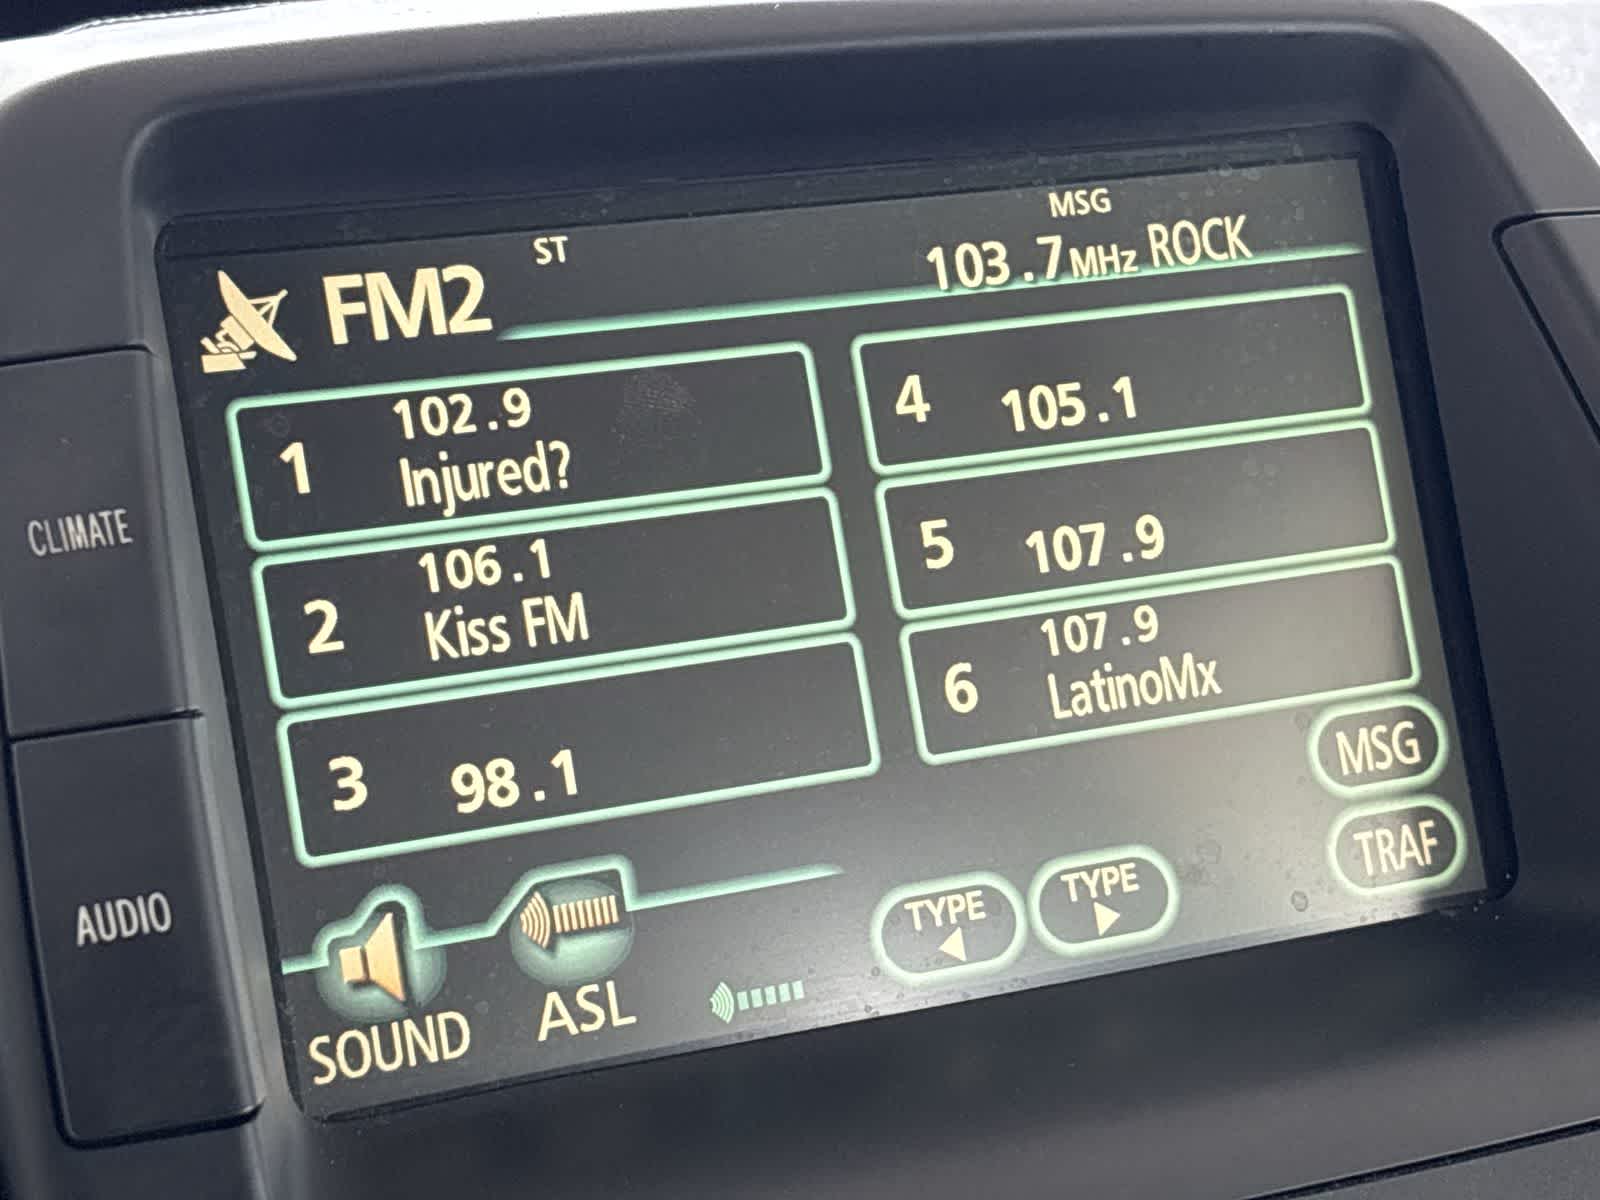 MSG
ST
FM2
103.7MHz ROCK
1
102.9
Injured?
2
106.1
Kiss FM
3
98.1
4
105.1
5
107.9
6
107.9
LatinoMx
MSG
TRAF
TYPE
TYPE
SOUND
ASL
CLIMATE
AUDIO